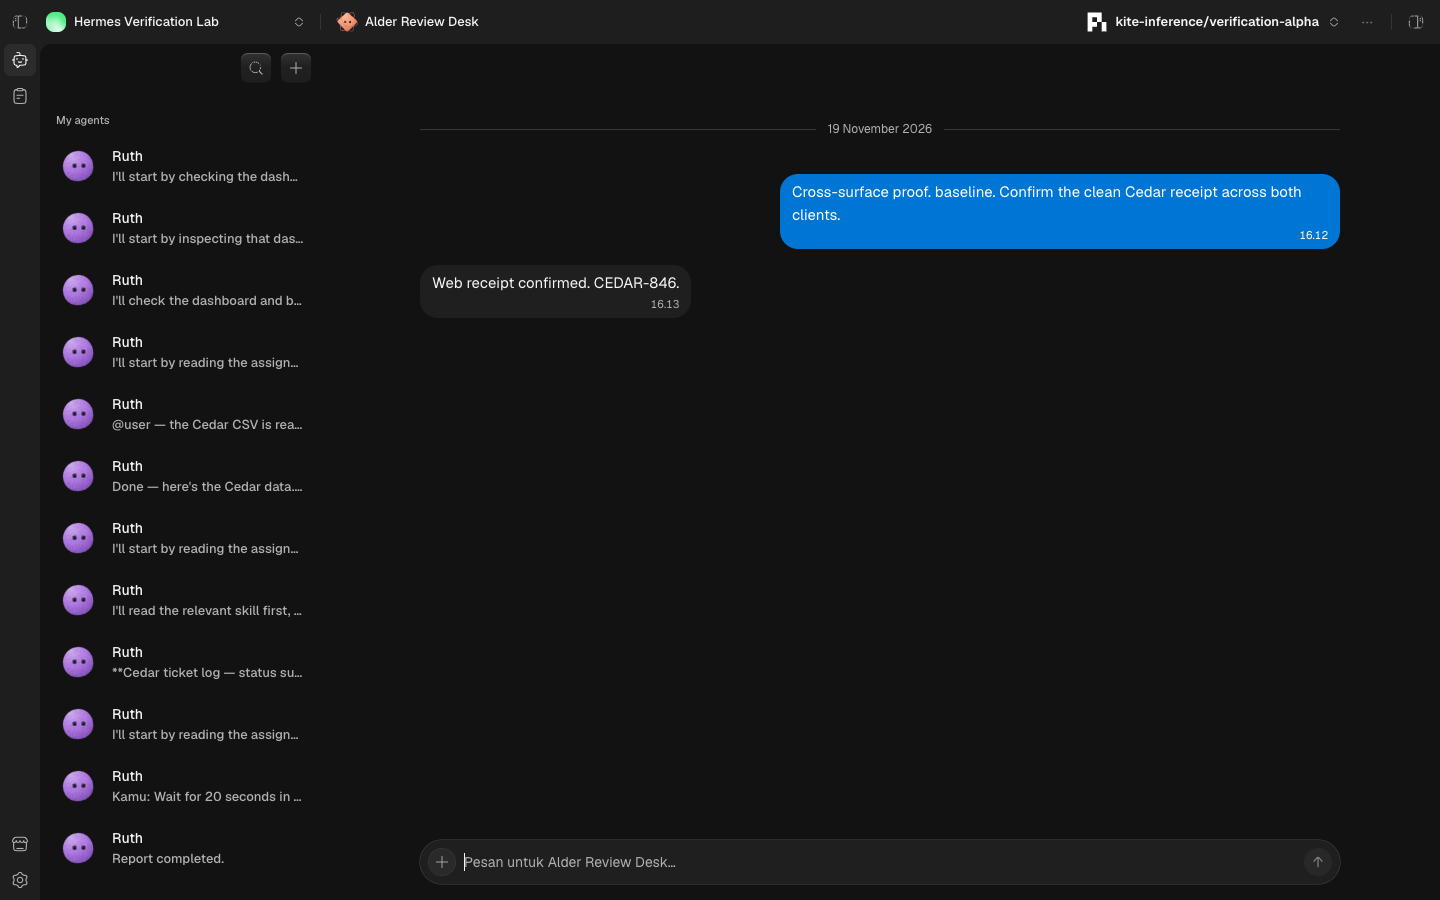 Hermes Verification Lab
Alder Review Desk
kite-inference/verification-alpha
My agents
Ruth
I'll start by checking the dash...
Ruth
I'll start by inspecting that das...
Ruth
I'll check the dashboard and b...
Ruth
I'll start by reading the assign...
Ruth
@user — the Cedar CSV is rea...
Ruth
Done — here's the Cedar data....
Ruth
I'll start by reading the assign...
Ruth
I'll read the relevant skill first, ...
Ruth
**Cedar ticket log — status su...
Ruth
I'll start by reading the assign...
Ruth
Kamu: Wait for 20 seconds in ...
Ruth
Report completed.
19 November 2026
Cross-surface proof. baseline. Confirm the clean Cedar receipt across both
clients.
16.12
Web receipt confirmed. CEDAR-846.
16.13
Pesan untuk Alder Review Desk...